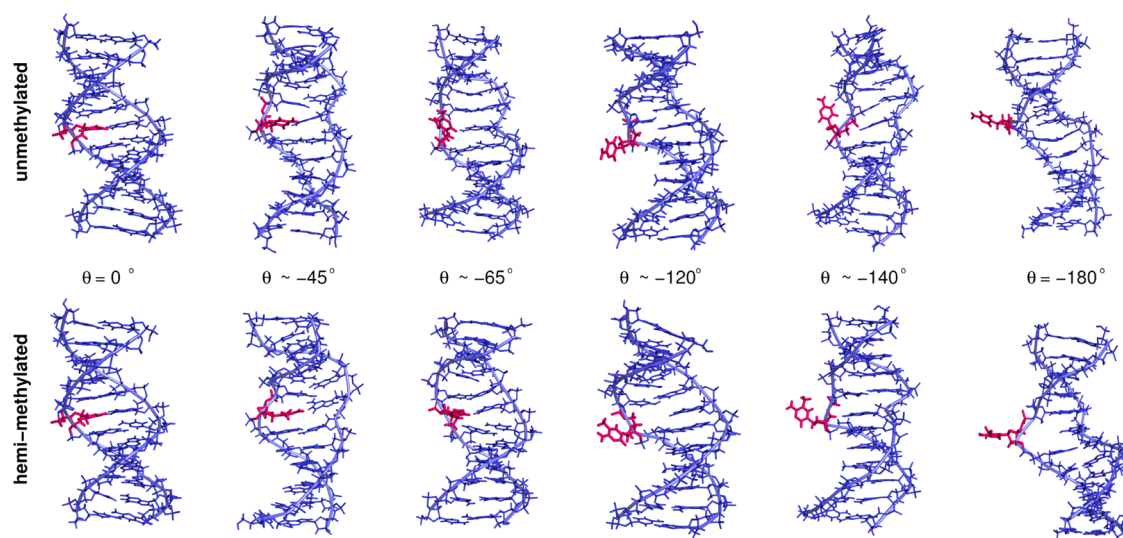 unmethylated
θ = 0 °
θ ~ −45°
θ ~ −65°
θ ~ −120°
θ ~ −140°
θ = −180°
hemi−methylated